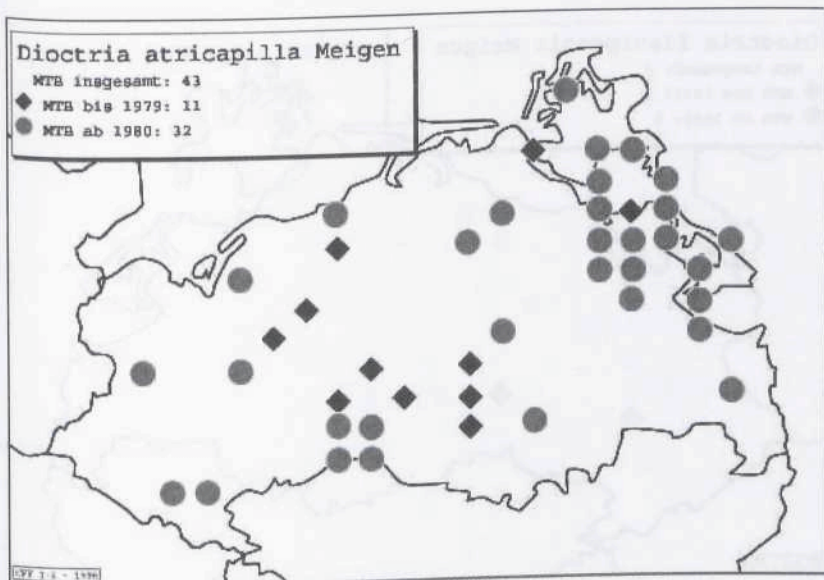 Dioctria atricapilla Meigen
MTB insgesamt: 43
MTB bis 1979: 11
MTB ab 1980: 32